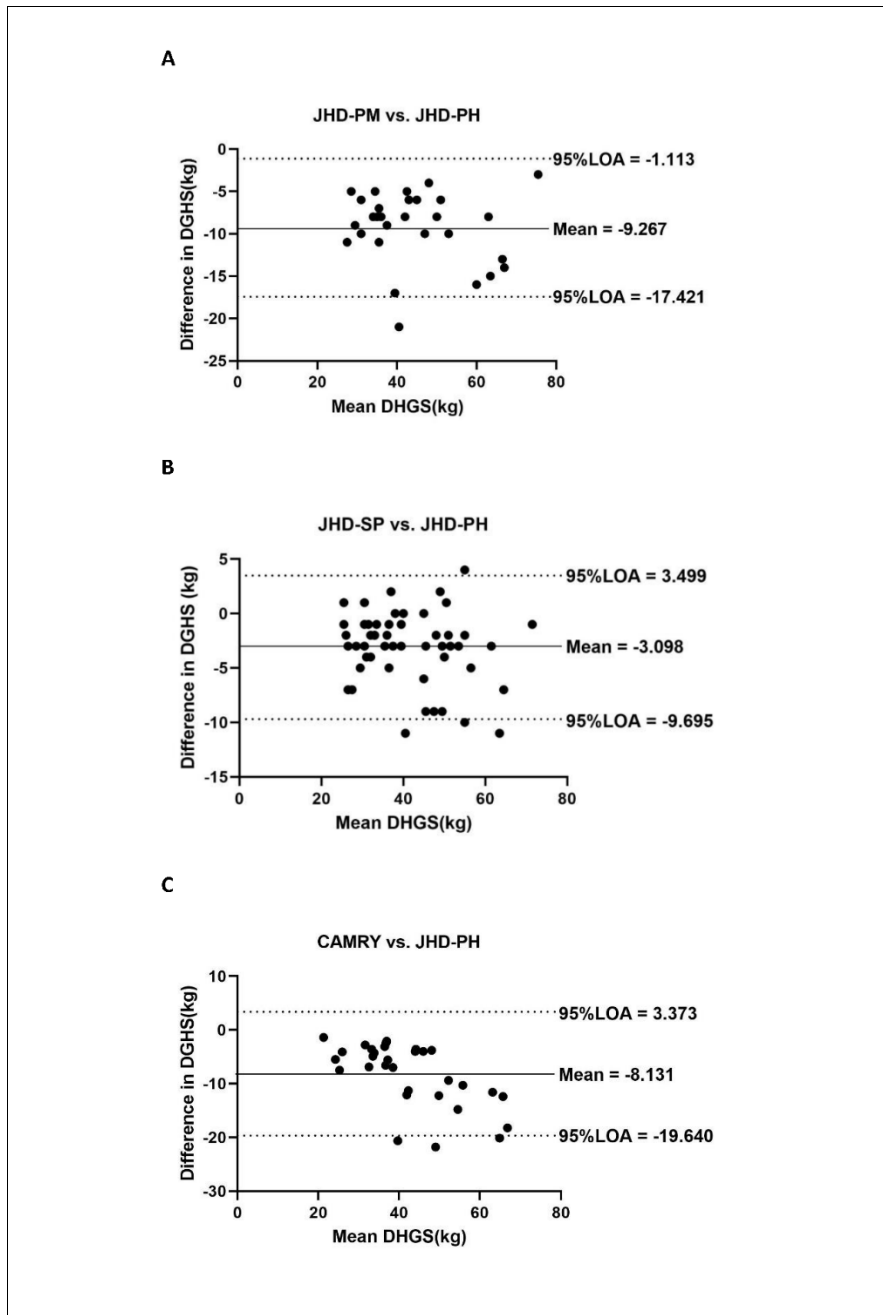 A
JHD-PM vs. JHD-PH
Difference in DGHS(kg)
0
-5
-10
-15
-20
-25
95%LOA = -1.113
Mean = -9.267
95%LOA = -17.421
0 20 40 60 80
Mean DHGS(kg)
B
JHD-SP vs. JHD-PH
Difference in DGHS (kg)
5
0
-5
-10
-15
95%LOA = 3.499
Mean = -3.098
95%LOA = -9.695
0 20 40 60 80
Mean DHGS(kg)
C
CAMRY vs. JHD-PH
Difference in DGHS(kg)
10
0
-10
-20
-30
95%LOA = 3.373
Mean = -8.131
95%LOA = -19.640
0 20 40 60 80
Mean DHGS(kg)